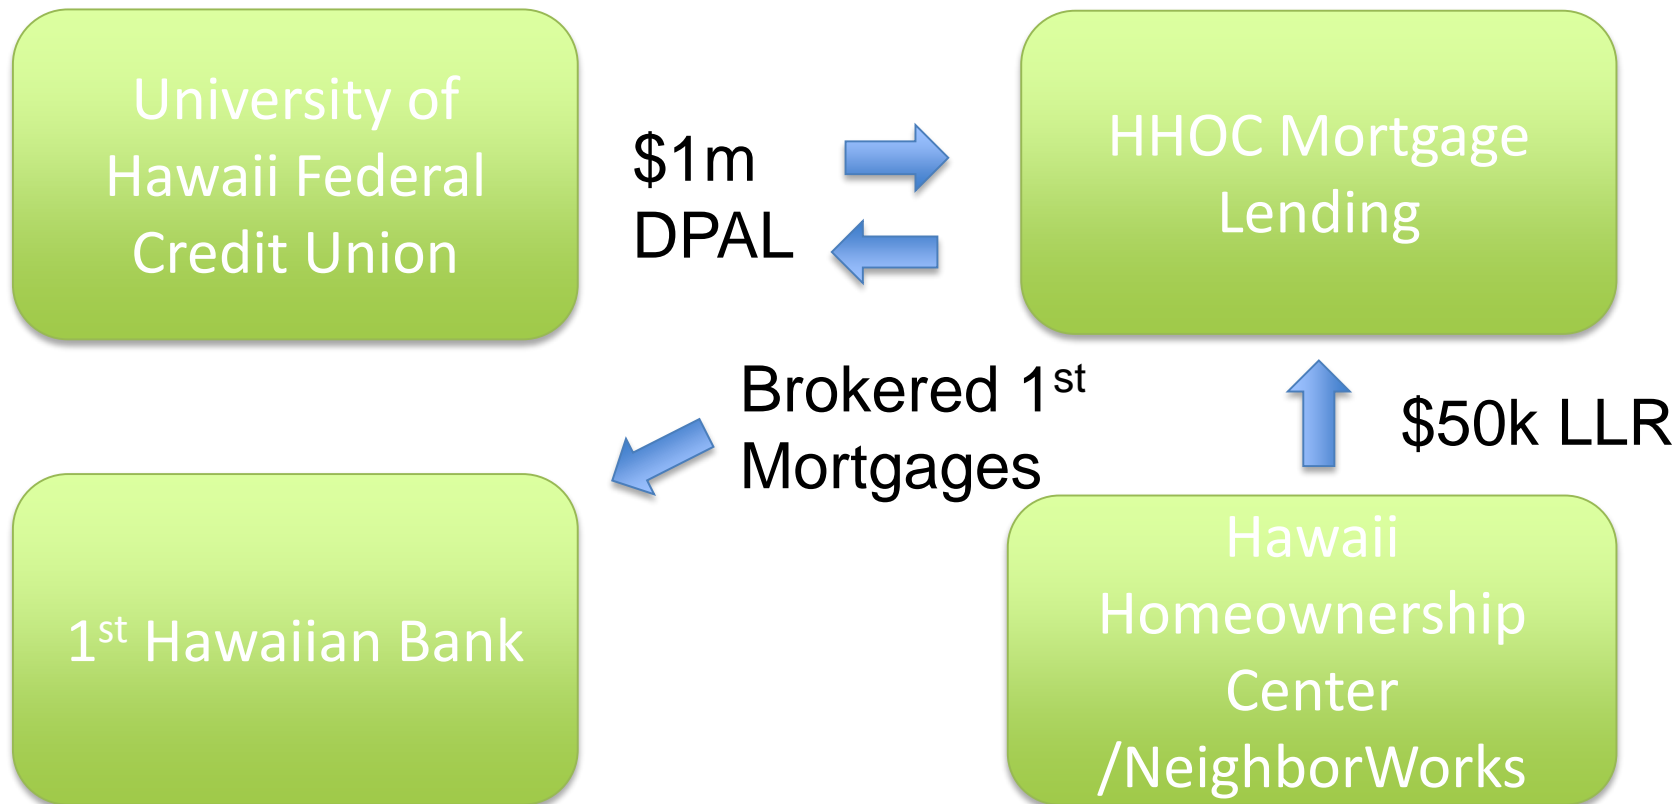 University of
Hawaii Federal
Credit Union
$1m
DPAL
HHOC Mortgage
Lending
Brokered 1st
Mortgages
$50k LLR
1st Hawaiian Bank
Hawaii
Homeownership
Center
/NeighborWorks